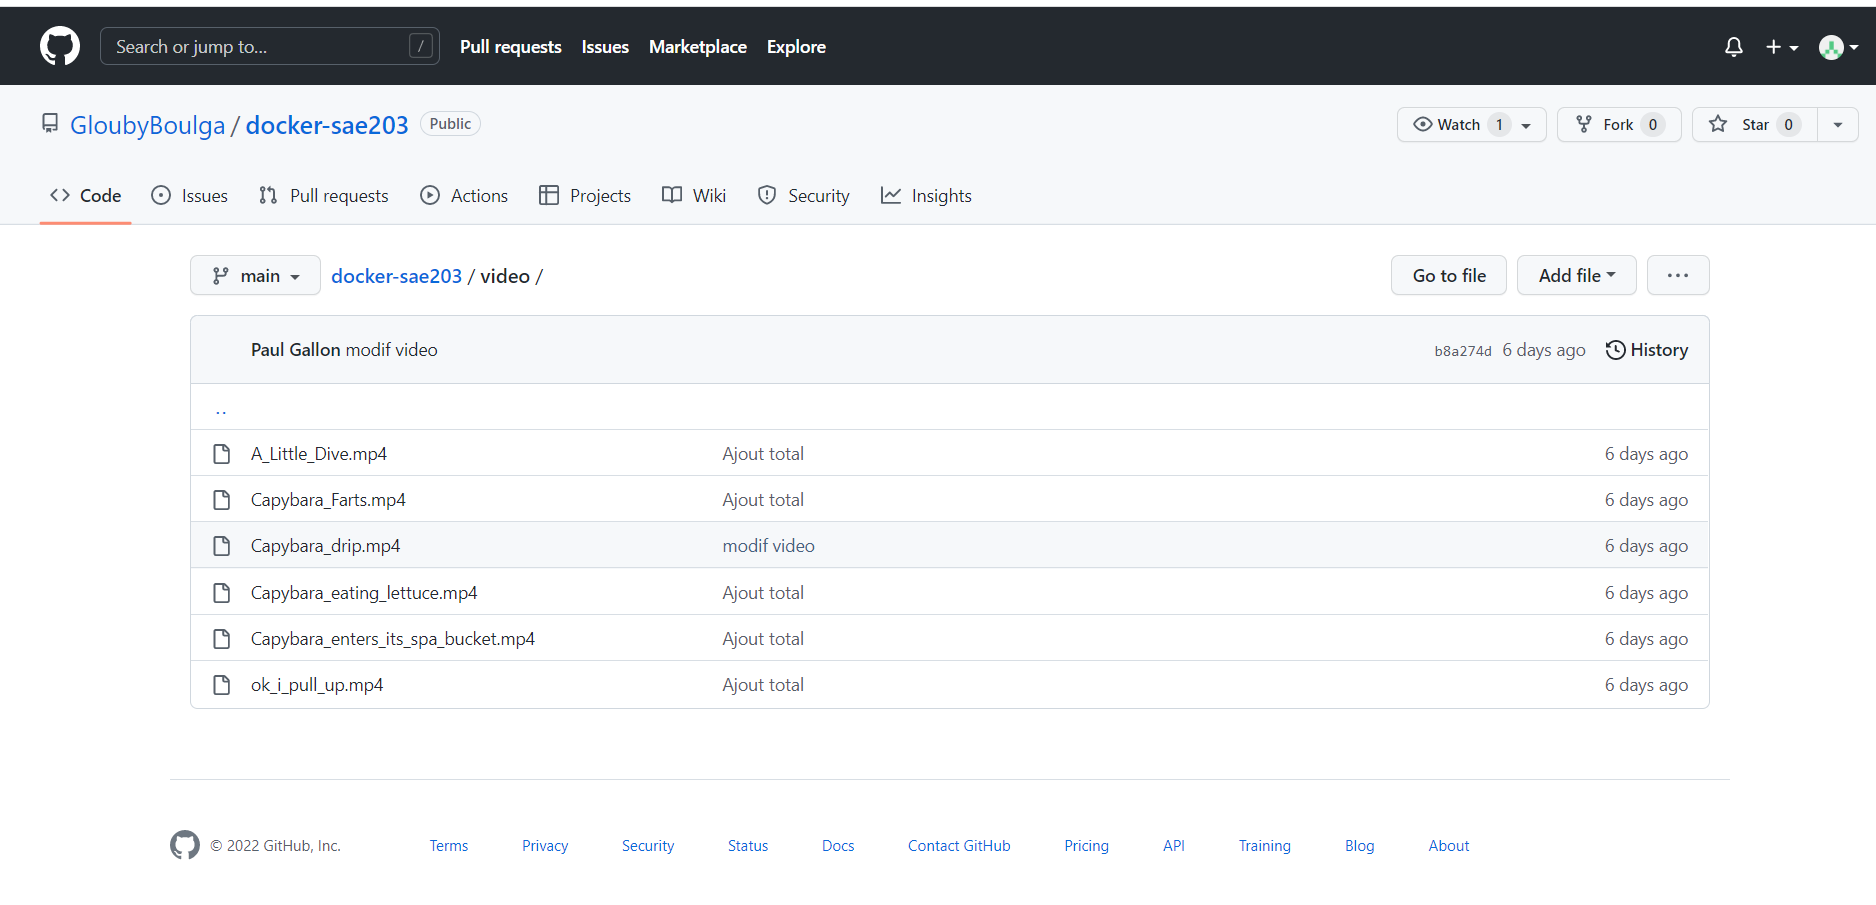 Search or jump to... / Pull requests Issues Marketplace Explore
GloubyBoulga / docker-sae203 Public Watch 1 Fork 0 Star 0
Code Issues Pull requests Actions Projects Wiki Security Insights
main docker-sae203 / video / Go to file Add file ...
Paul Gallon modif video b8a274d 6 days ago History
..
A_Little_Dive.mp4 Ajout total 6 days ago
Capybara_Farts.mp4 Ajout total 6 days ago
Capybara_drip.mp4 modif video 6 days ago
Capybara_eating_lettuce.mp4 Ajout total 6 days ago
Capybara_enters_its_spa_bucket.mp4 Ajout total 6 days ago
ok_i_pull_up.mp4 Ajout total 6 days ago
© 2022 GitHub, Inc. Terms Privacy Security Status Docs Contact GitHub Pricing API Training Blog About